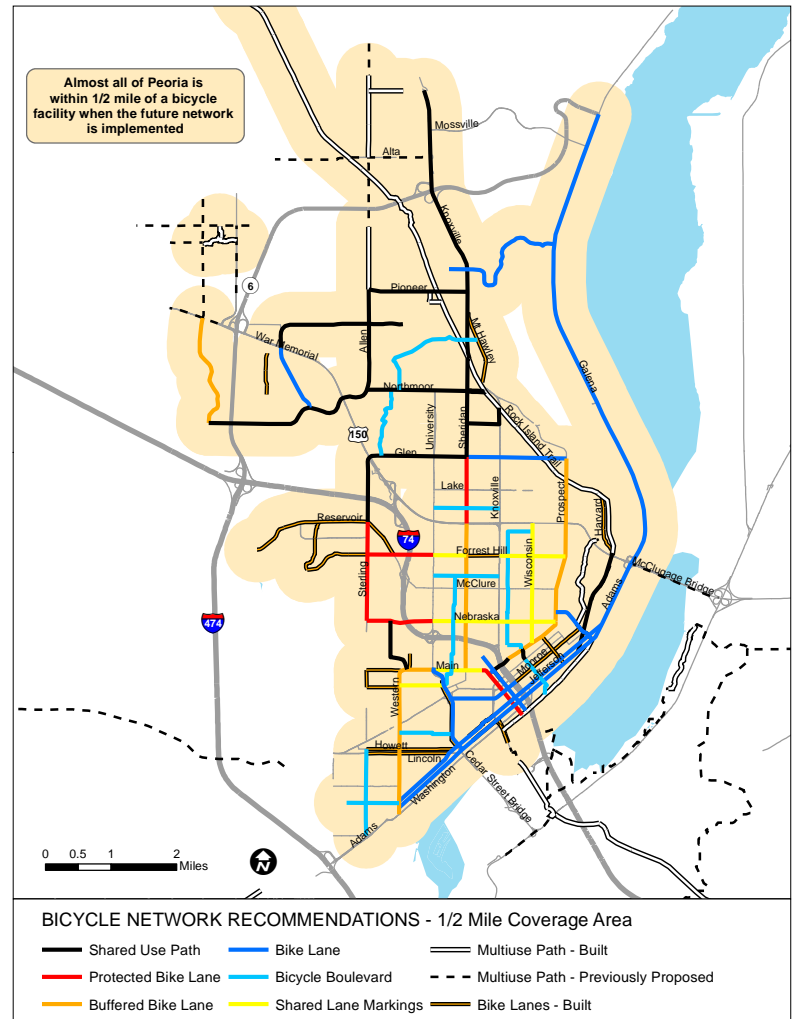 Almost all of Peoria is
within 1/2 mile of a bicycle
facility when the future network
is implemented
Mossville
Alta
Knoxville
Pioneer
6
War Memorial
Allen
Mt Hawley
Galena
Northmoor
University
Sheridan
Rock Island Trail
150
Glen
Lake
Knoxville
Prospect
Harvard
Reservoir
74
Forrest Hill
Wisconsin
McClugage Bridge
Sterling
McClure
Adams
474
Nebraska
Main
Monroe
Jefferson
Western
Howett
Lincoln
Washington
Cedar Street Bridge
Adams
0 0.5 1 2
Miles
N
BICYCLE NETWORK RECOMMENDATIONS - 1/2 Mile Coverage Area
Shared Use Path Bike Lane Multiuse Path - Built
Protected Bike Lane Bicycle Boulevard Multiuse Path - Previously Proposed
Buffered Bike Lane Shared Lane Markings Bike Lanes - Built